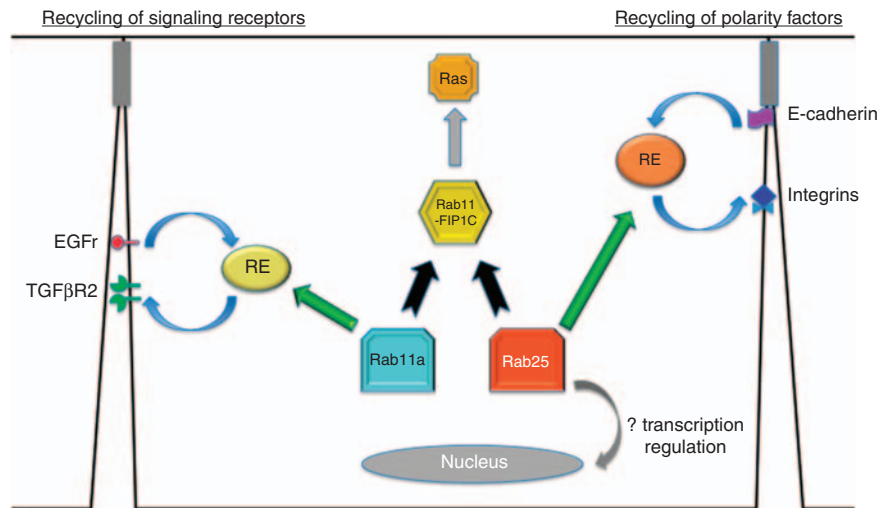 Recycling of signaling receptors
Recycling of polarity factors
Ras
E-cadherin
RE
Rab11
-FIP1C
Integrins
EGFr
RE
TGFβR2
Rab11a
Rab25
? transcription
regulation
Nucleus